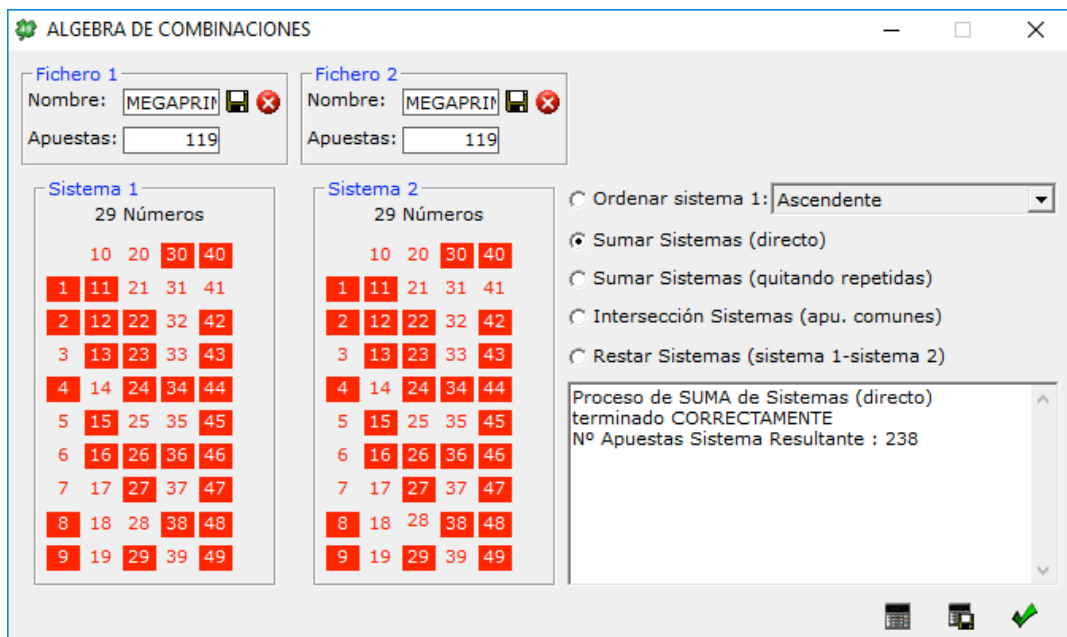 ALGEBRA DE COMBINACIONES
Fichero 1
Nombre: MEGAPRIM
Apuestas: 119
Fichero 2
Nombre: MEGAPRIM
Apuestas: 119
Sistema 1
29 Números
10 20 30 40
1 11 21 31 41
2 12 22 32 42
3 13 23 33 43
4 14 24 34 44
5 15 25 35 45
6 16 26 36 46
7 17 27 37 47
8 18 28 38 48
9 19 29 39 49
Sistema 2
29 Números
10 20 30 40
1 11 21 31 41
2 12 22 32 42
3 13 23 33 43
4 14 24 34 44
5 15 25 35 45
6 16 26 36 46
7 17 27 37 47
8 18 28 38 48
9 19 29 39 49
Ordenar sistema 1: Ascendente
Sumar Sistemas (directo)
Sumar Sistemas (quitando repetidas)
Intersección Sistemas (apu. comunes)
Restar Sistemas (sistema 1-sistema 2)
Proceso de SUMA de Sistemas (directo)
terminado CORRECTAMENTE
Nº Apuestas Sistema Resultante : 238